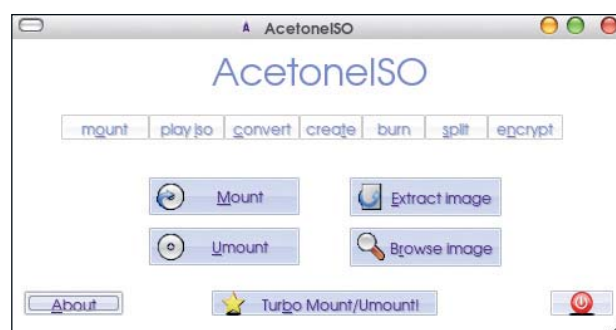 AcetoneISO
AcetoneISO
mount play iso convert create burn split encrypt
Mount Extract image
Umount Browse image
About Turbo Mount/Umount!